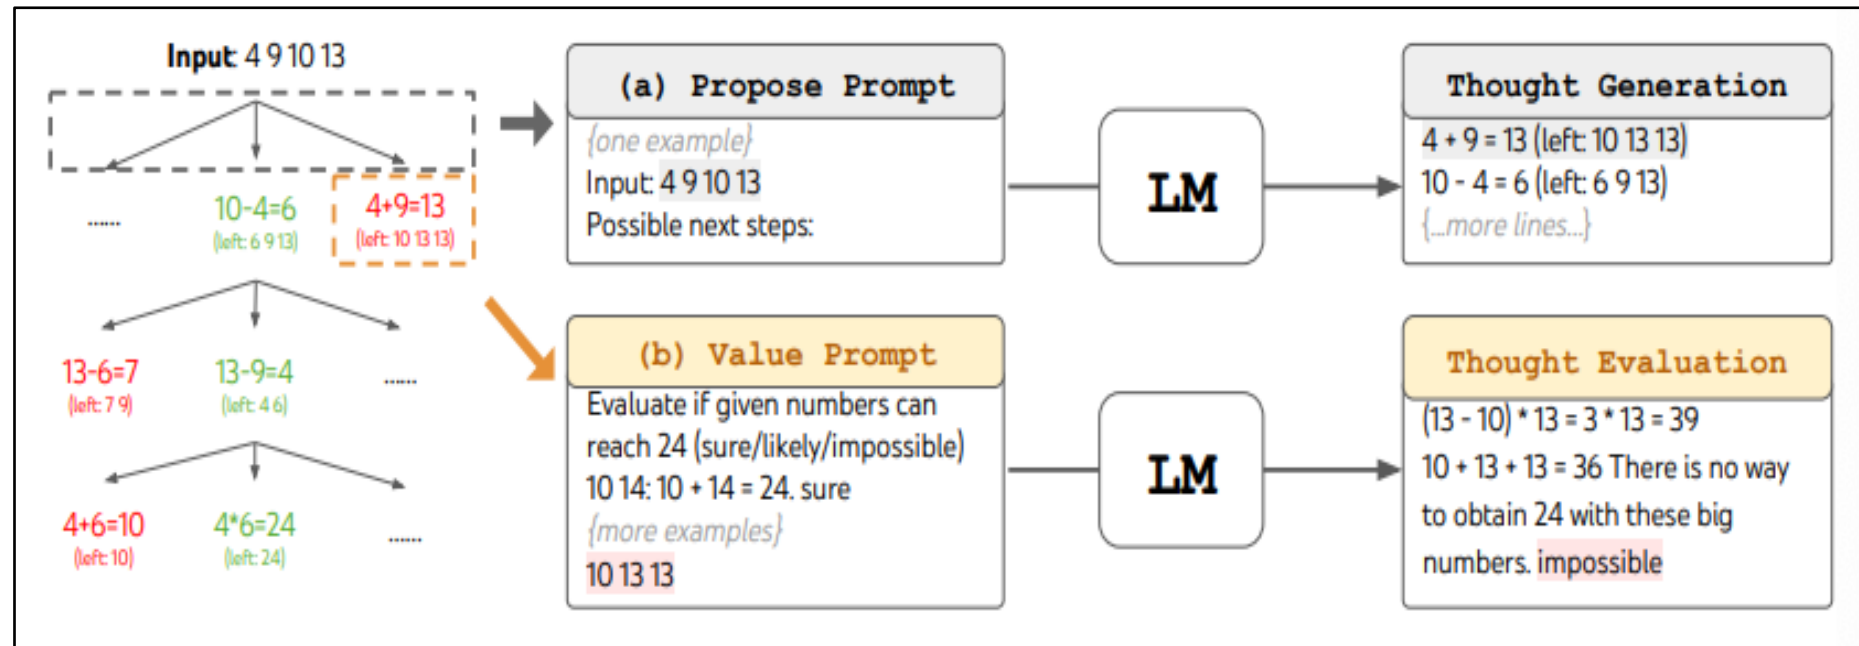 Input: 4 9 10 13
......
10-4=6
(left: 6 9 13)
4+9=13
(left: 10 13 13)
13-6=7
(left: 7 9)
13-9=4
(left: 4 6)
......
4+6=10
(left: 10)
4*6=24
(left: 24)
......
(a) Propose Prompt
{one example}
Input: 4 9 10 13
Possible next steps:
LM
Thought Generation
4 + 9 = 13 (left: 10 13 13)
10 - 4 = 6 (left: 6 9 13)
{...more lines...}
(b) Value Prompt
Evaluate if given numbers can
reach 24 (sure/likely/impossible)
10 14: 10 + 14 = 24. sure
{more examples}
10 13 13
LM
Thought Evaluation
(13 - 10) * 13 = 3 * 13 = 39
10 + 13 + 13 = 36 There is no way
to obtain 24 with these big
numbers. impossible